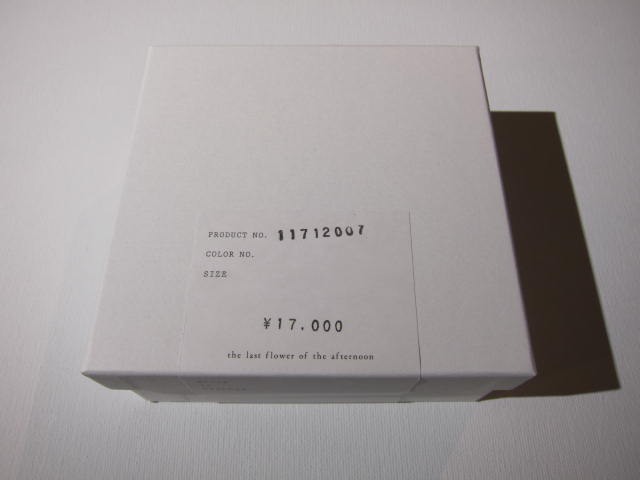 PRODUCT NO. 11712007
COLOR NO.
SIZE
¥17.000
the last flower of the afternoon